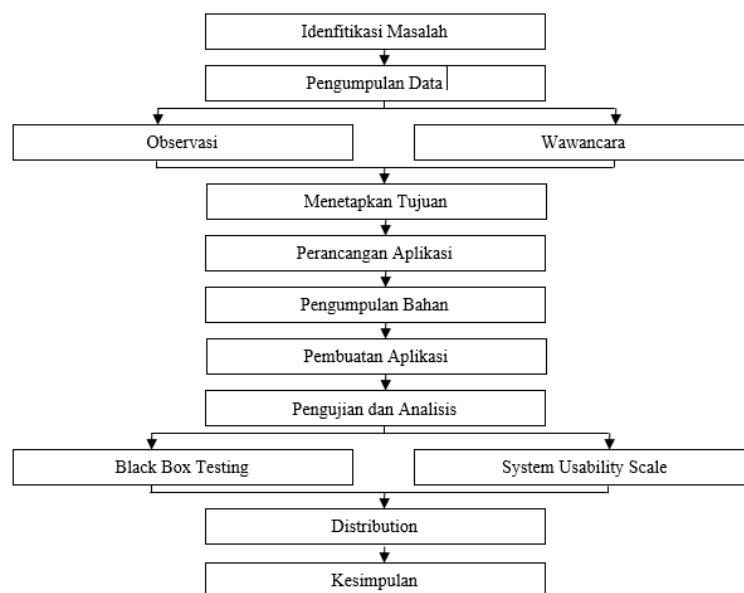 Idenfitikasi Masalah
Pengumpulan Data
Observasi
Wawancara
Menetapkan Tujuan
Perancangan Aplikasi
Pengumpulan Bahan
Pembuatan Aplikasi
Pengujian dan Analisis
Black Box Testing
System Usability Scale
Distribution
Kesimpulan